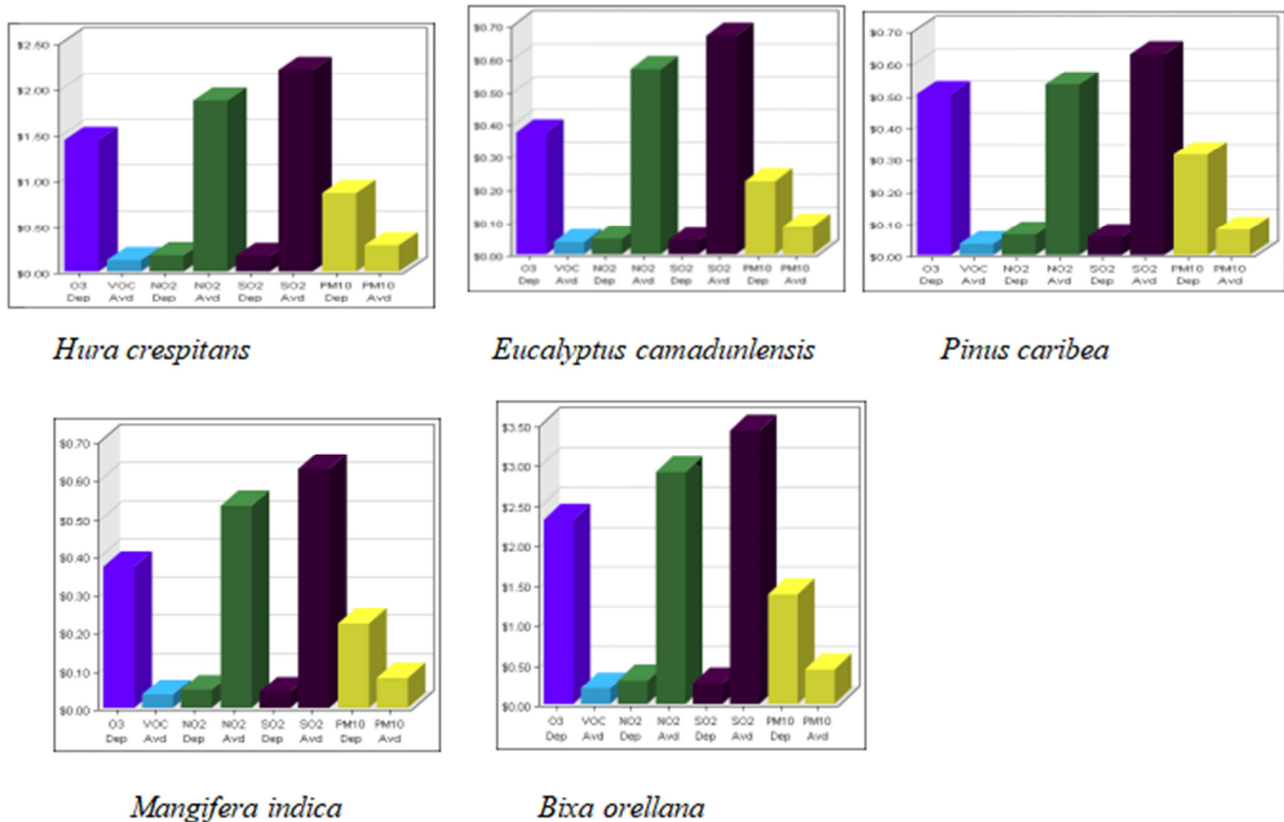 $2.50
$2.00
$1.50
$1.00
$0.50
$0.00
O3 VOC NO2 NO2 SO2 SO2 PM10 PM10
Dep Avd Dep Avd Dep Avd Dep Avd
Hura crespitans
$0.70
$0.60
$0.50
$0.40
$0.30
$0.20
$0.10
$0.00
O3 VOC NO2 NO2 SO2 SO2 PM10 PM10
Dep Avd Dep Avd Dep Avd Dep Avd
Eucalyptus camadunlensis
$0.70
$0.60
$0.50
$0.40
$0.30
$0.20
$0.10
$0.00
O3 VOC NO2 NO2 SO2 SO2 PM10 PM10
Dep Avd Dep Avd Dep Avd Dep Avd
Pinus caribea
$0.70
$0.60
$0.50
$0.40
$0.30
$0.20
$0.10
$0.00
O3 VOC NO2 NO2 SO2 SO2 PM10 PM10
Dep Avd Dep Avd Dep Avd Dep Avd
Mangifera indica
$3.50
$3.00
$2.50
$2.00
$1.50
$1.00
$0.50
$0.00
O3 VOC NO2 NO2 SO2 SO2 PM10 PM10
Dep Avd Dep Avd Dep Avd Dep Avd
Bixa orellana